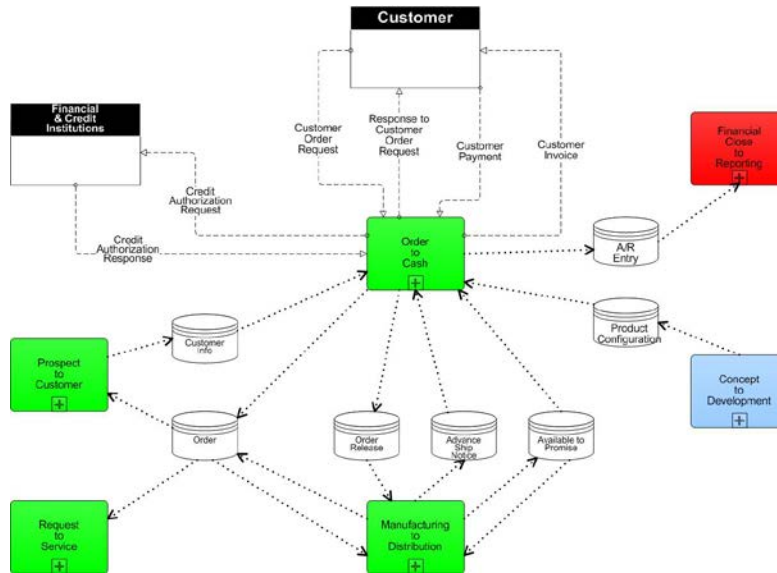 Customer
Financial
& Credit
Institutions
Customer
Order
Request
Response to
Customer
Order
Request
Customer
Payment
Customer
Invoice
Financial
Close
to
Reporting
Credit
Authorization
Request
Credit
Authorization
Response
Order
to
Cash
A/R
Entry
Customer
Info
Product
Configuration
Prospect
to
Customer
Concept
to
Development
Order
Order
Release
Advance
Ship
Notice
Available to
Promise
Request
to
Service
Manufacturing
to
Distribution